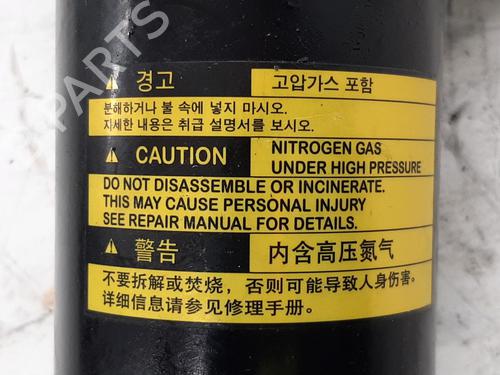 경고
고압가스 포함
분해하거나 불 속에 넣지 마시오.
자세한 내용은 취급 설명서를 보시오.
CAUTION
NITROGEN GAS
UNDER HIGH PRESSURE
DO NOT DISASSEMBLE OR INCINERATE.
THIS MAY CAUSE PERSONAL INJURY
SEE REPAIR MANUAL FOR DETAILS.
警告
内含高压氮气
不要拆解或焚烧，否则可能导致人身伤害。
详细信息请参见修理手册。
PARTS